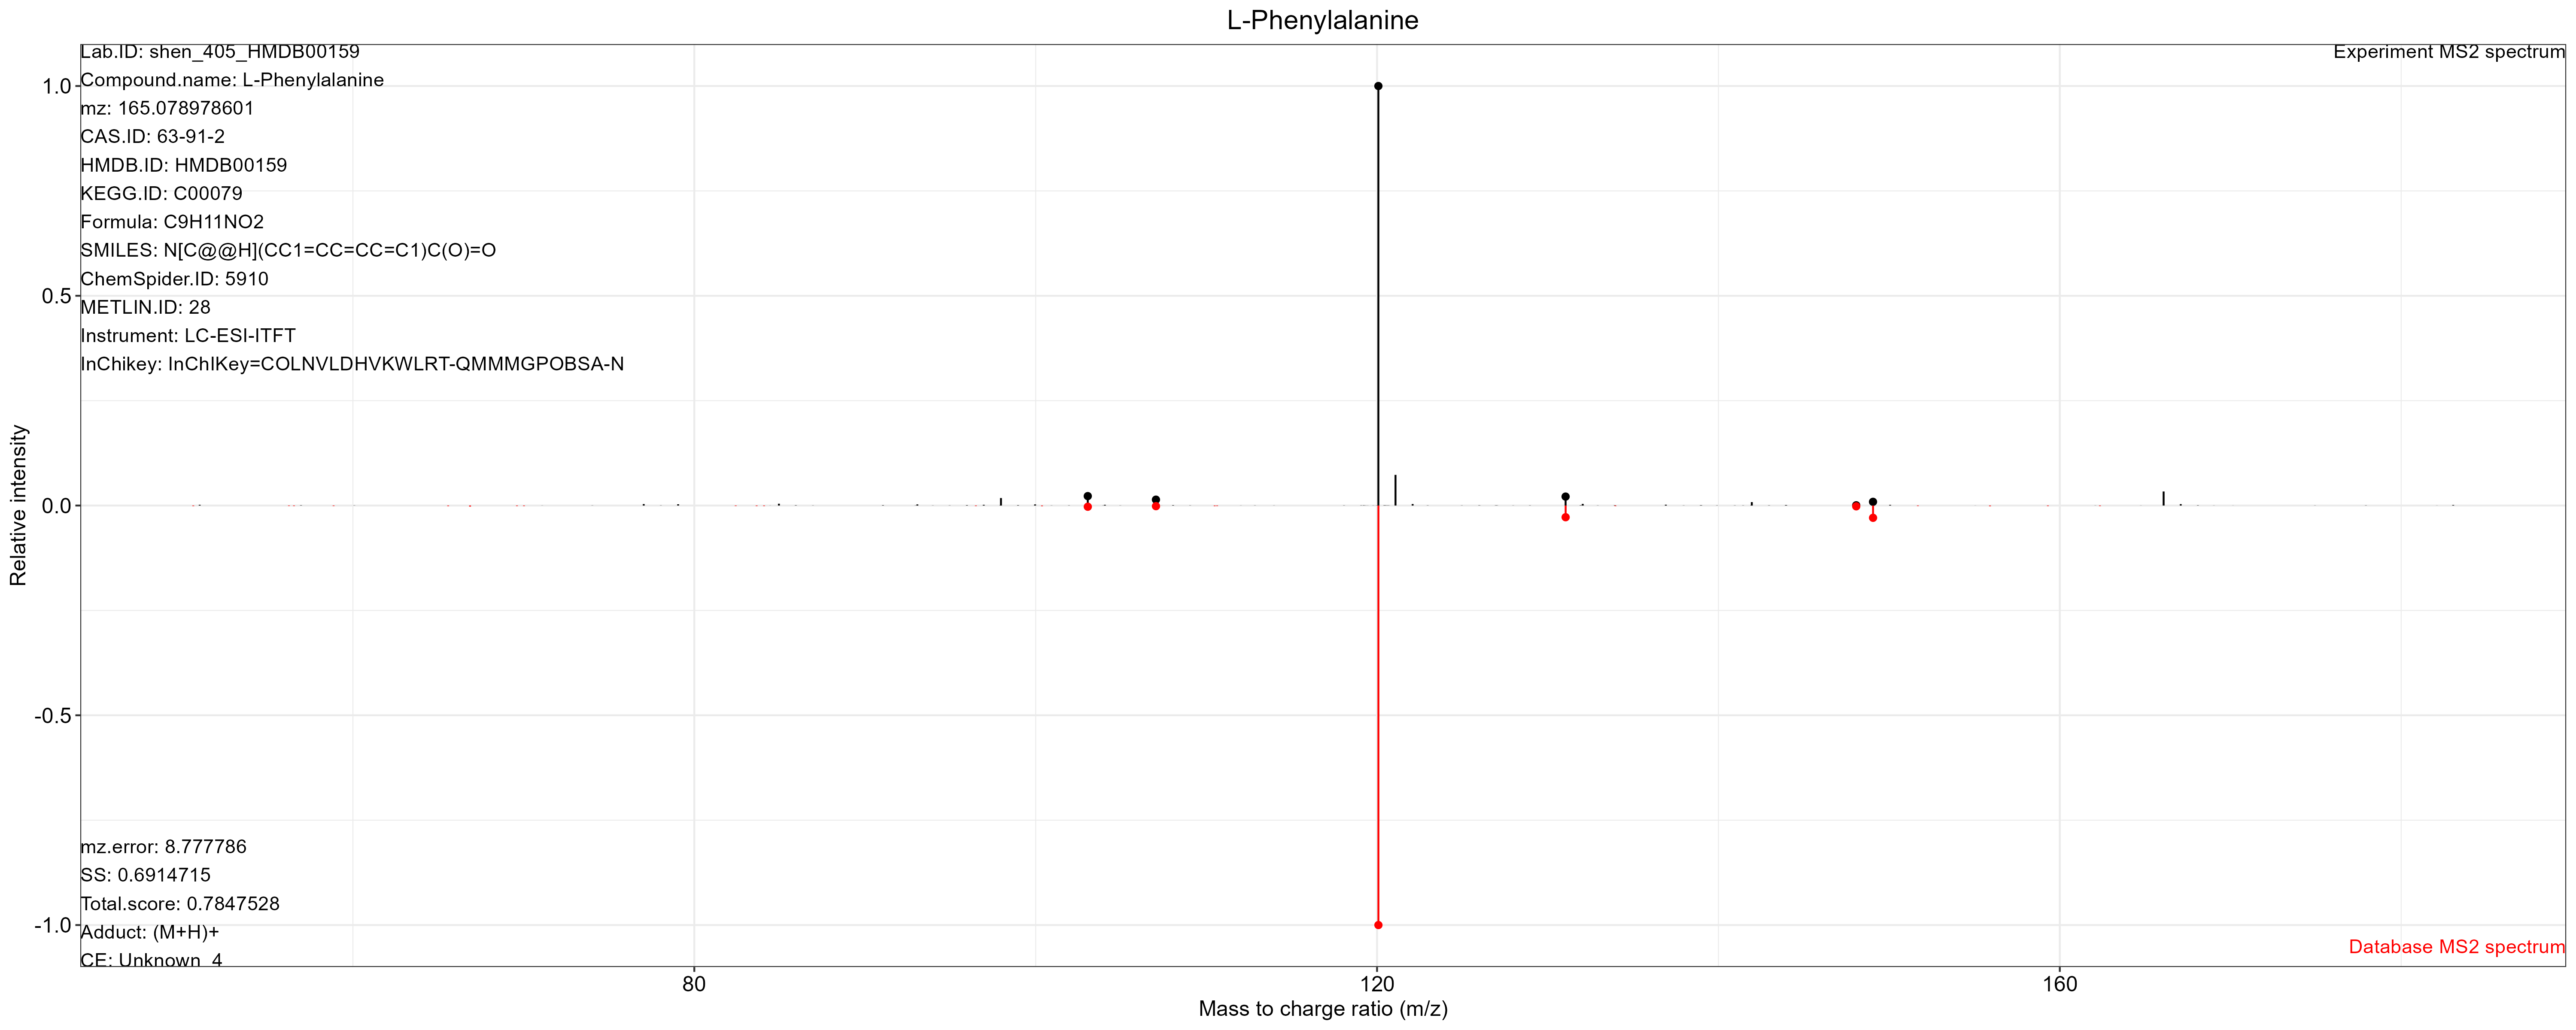 L-Phenylalanine
Lab.ID: shen_405_HMDB00159
Experiment MS2 spectrum
Compound.name: L-Phenylalanine
mz: 165.078978601
CAS.ID: 63-91-2
HMDB.ID: HMDB00159
KEGG.ID: C00079
Formula: C9H11NO2
SMILES: N[C@@H](CC1=CC=CC=C1)C(O)=O
ChemSpider.ID: 5910
METLIN.ID: 28
Instrument: LC-ESI-ITFT
InChikey: InChIKey=COLNVLDHVKWLRT-QMMMGPOBSA-N
1.0
0.5
0.0
-0.5
-1.0
Relative intensity
mz.error: 8.777786
SS: 0.6914715
Total.score: 0.7847528
Adduct: (M+H)+
CE: Unknown_4
Database MS2 spectrum
80
120
160
Mass to charge ratio (m/z)